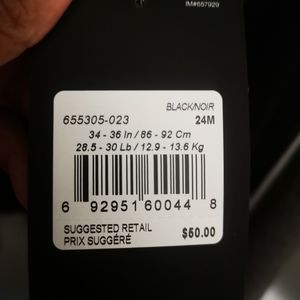 IM#657929
BLACK/NOIR
655305-023 24M
34 - 36 In / 86 - 92 Cm
28.5 - 30 Lb / 12.9 - 13.6 Kg
6 92951 60044 8
SUGGESTED RETAIL
PRIX SUGGÉRÉ $50.00